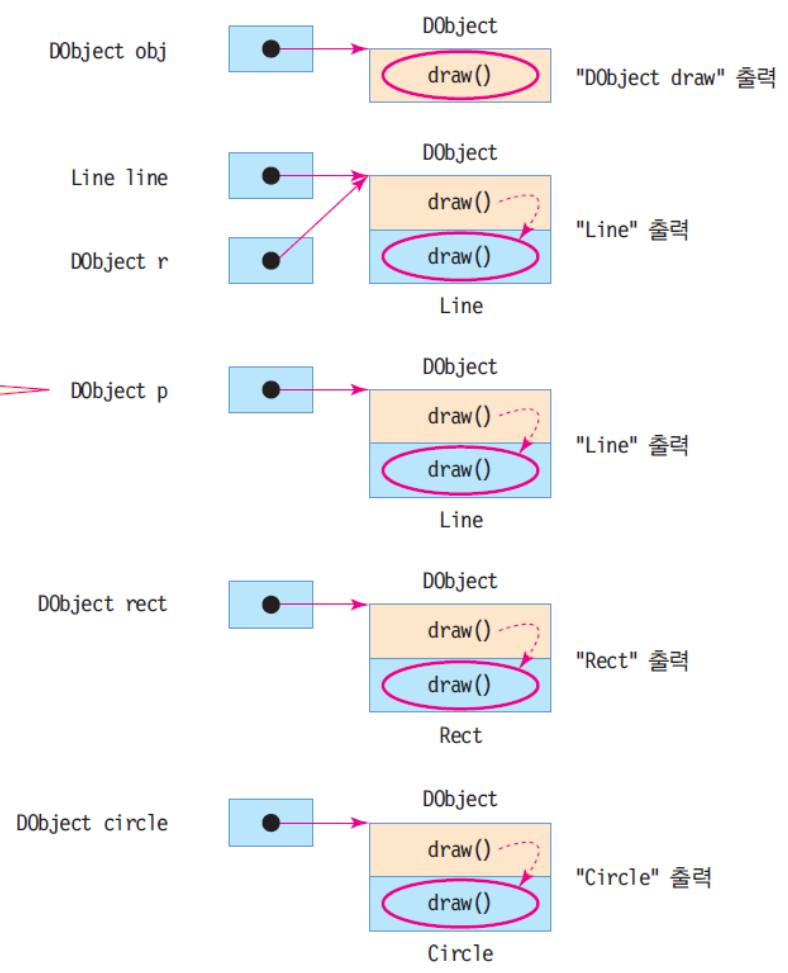 DObject
DObject obj
draw()
"DObject draw" 출력
DObject
Line line
draw()
"Line" 출력
DObject r
draw()
Line
DObject
DObject p
draw()
"Line" 출력
draw()
Line
DObject
DObject rect
draw()
"Rect" 출력
draw()
Rect
DObject
DObject circle
draw()
"Circle" 출력
draw()
Circle